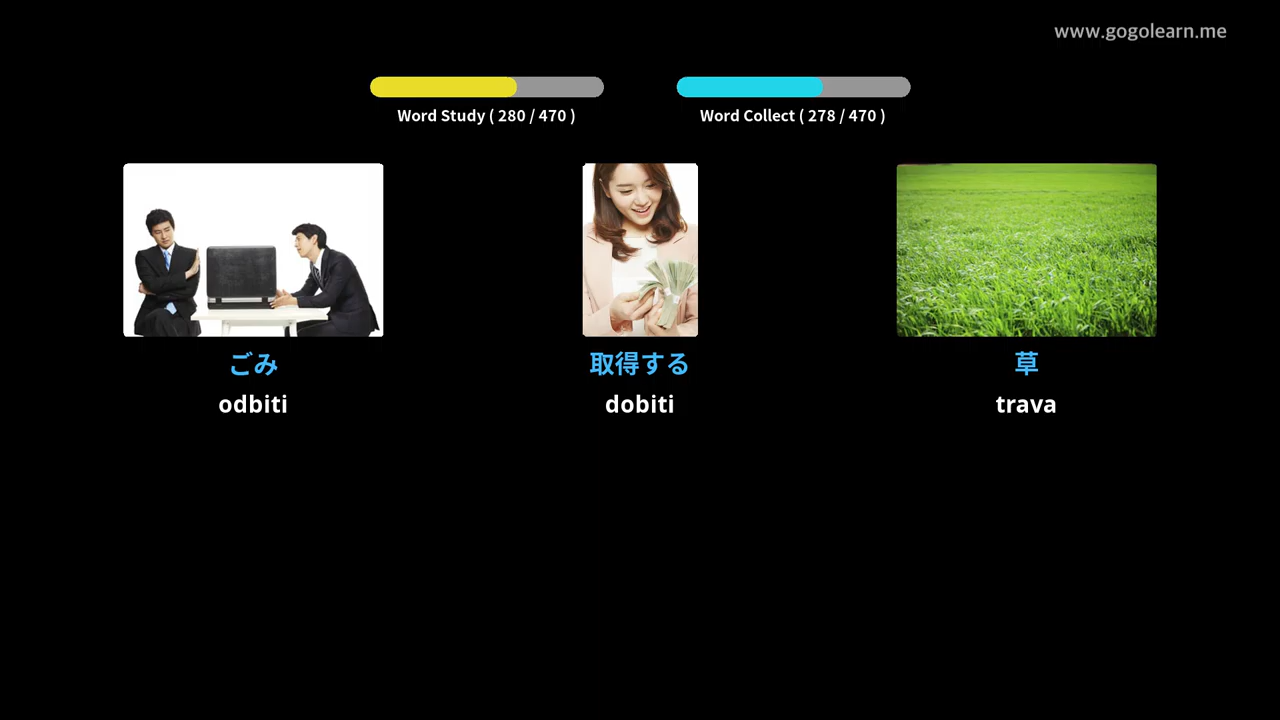 www.gogolearn.me
Word Study ( 280 / 470 )
Word Collect ( 278 / 470 )
ごみ
取得する
草
odbiti
dobiti
trava